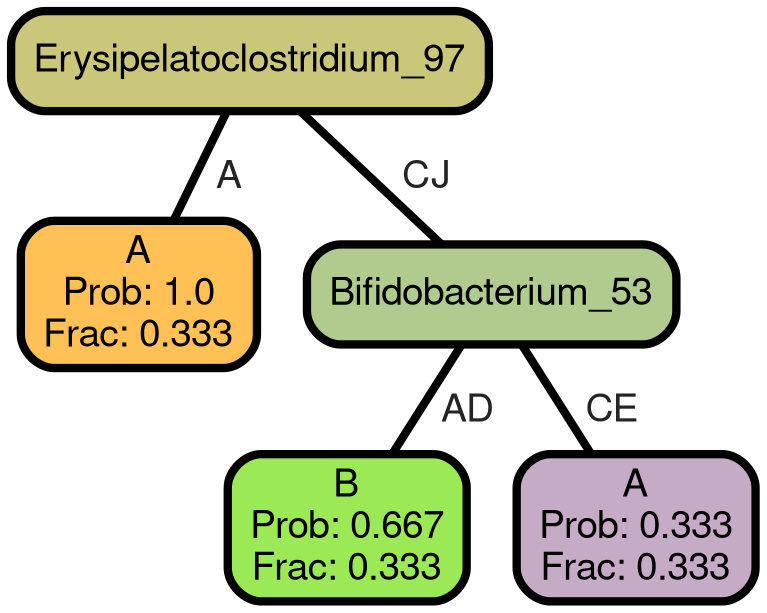 Erysipelatoclostridium_97
A
CJ
A
Prob: 1.0
Frac: 0.333
Bifidobacterium_53
AD
CE
B
Prob: 0.667
Frac: 0.333
A
Prob: 0.333
Frac: 0.333